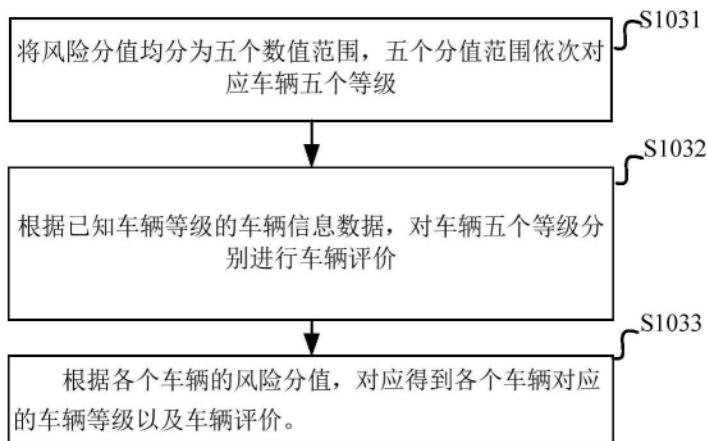 S1031
将风险分值均分为五个数值范围，五个分值范围依次对
应车辆五个等级
S1032
根据已知车辆等级的车辆信息数据，对车辆五个等级分
别进行车辆评价
S1033
根据各个车辆的风险分值，对应得到各个车辆对应
的车辆等级以及车辆评价。